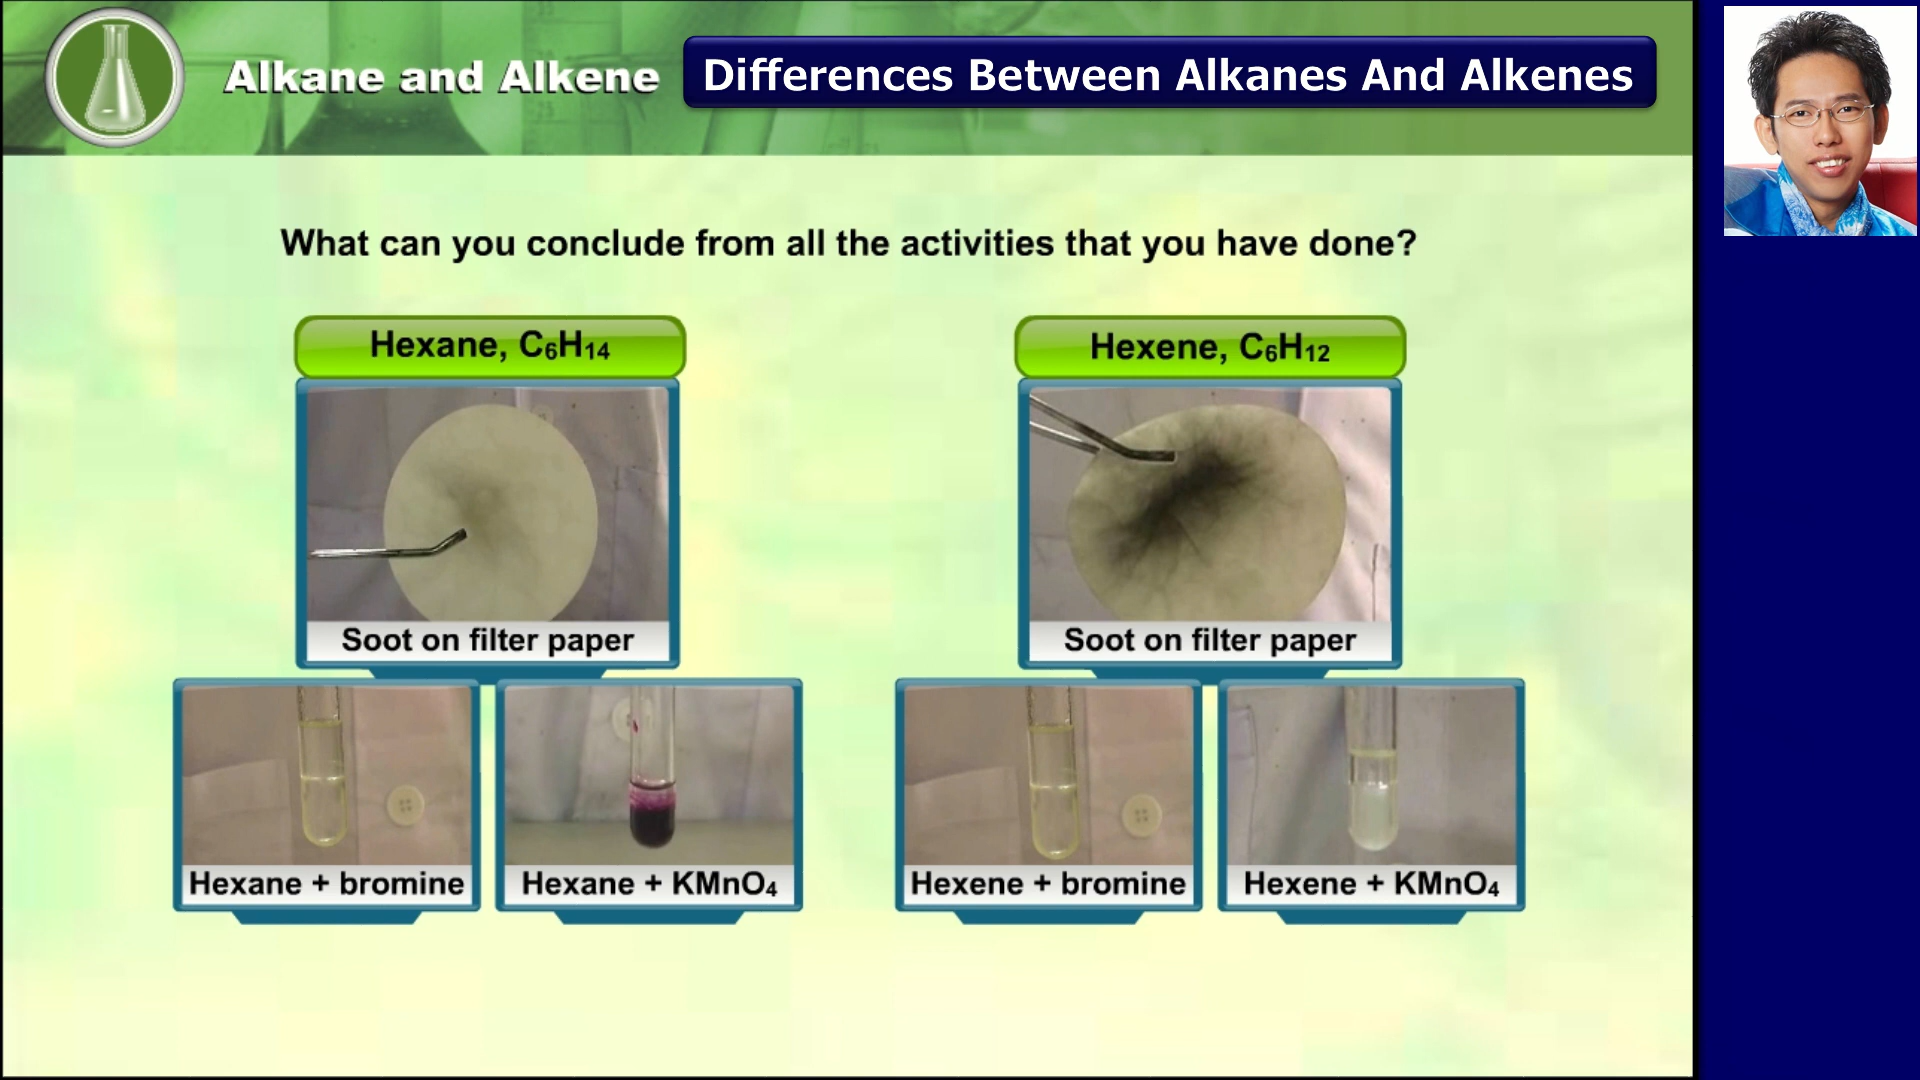 Alkane and Alkene
Differences Between Alkanes And Alkenes
What can you conclude from all the activities that you have done?
Hexane, C₆H₁₄
Soot on filter paper
Hexane + bromine
Hexane + KMnO₄
Hexene, C₆H₁₂
Soot on filter paper
Hexene + bromine
Hexene + KMnO₄